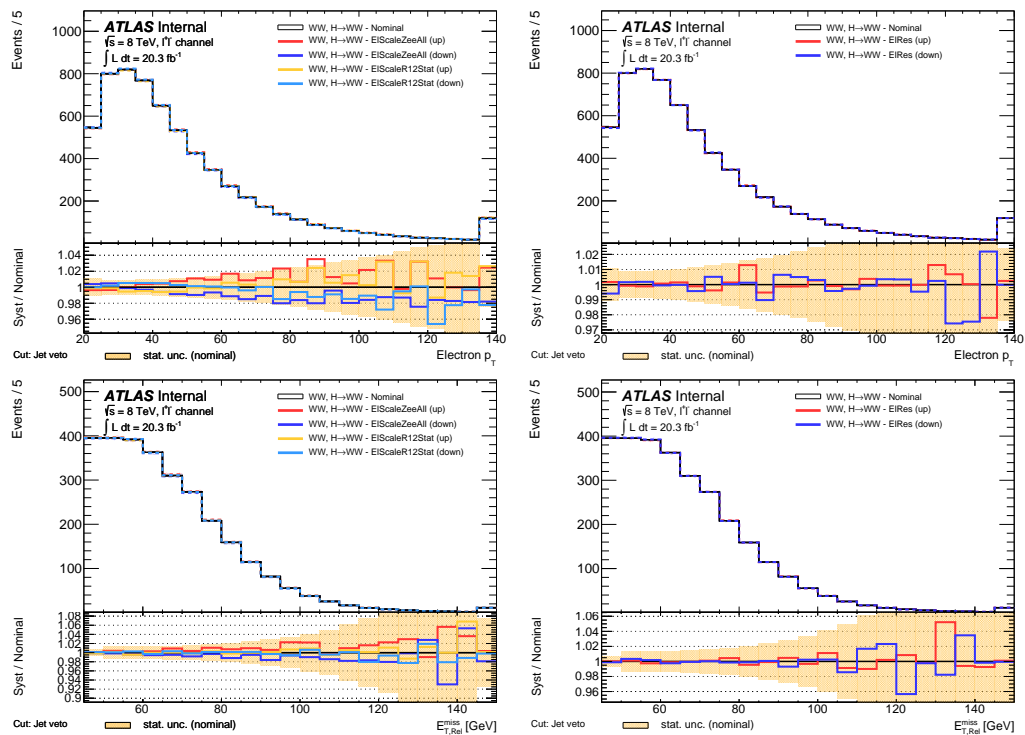 Events / 5
ATLAS Internal
√s = 8 TeV, l⁺l⁻ channel
∫ L dt = 20.3 fb⁻¹
WW, H→WW - Nominal
WW, H→WW - ElScaleZeeAll (up)
WW, H→WW - ElScaleZeeAll (down)
WW, H→WW - ElScaleR12Stat (up)
WW, H→WW - ElScaleR12Stat (down)
1000
800
600
400
200
Syst / Nominal
1.04
1.02
1
0.98
0.96
20 40 60 80 100 120 140
Electron p_T
Cut: Jet veto
stat. unc. (nominal)
Events / 5
ATLAS Internal
√s = 8 TeV, l⁺l⁻ channel
∫ L dt = 20.3 fb⁻¹
WW, H→WW - Nominal
WW, H→WW - ElRes (up)
WW, H→WW - ElRes (down)
1000
800
600
400
200
Syst / Nominal
1.02
1.01
1
0.99
0.98
0.97
20 40 60 80 100 120 140
Electron p_T
Cut: Jet veto
stat. unc. (nominal)
Events / 5
ATLAS Internal
√s = 8 TeV, l⁺l⁻ channel
∫ L dt = 20.3 fb⁻¹
WW, H→WW - Nominal
WW, H→WW - ElScaleZeeAll (up)
WW, H→WW - ElScaleZeeAll (down)
WW, H→WW - ElScaleR12Stat (up)
WW, H→WW - ElScaleR12Stat (down)
500
400
300
200
100
Syst / Nominal
1.08
1.06
1.04
1.02
1
0.98
0.96
0.94
0.92
0.9
60 80 100 120 140
E_T,Rel^miss [GeV]
Cut: Jet veto
stat. unc. (nominal)
Events / 5
ATLAS Internal
√s = 8 TeV, l⁺l⁻ channel
∫ L dt = 20.3 fb⁻¹
WW, H→WW - Nominal
WW, H→WW - ElRes (up)
WW, H→WW - ElRes (down)
500
400
300
200
100
Syst / Nominal
1.06
1.04
1.02
1
0.98
0.96
60 80 100 120 140
E_T,Rel^miss [GeV]
Cut: Jet veto
stat. unc. (nominal)